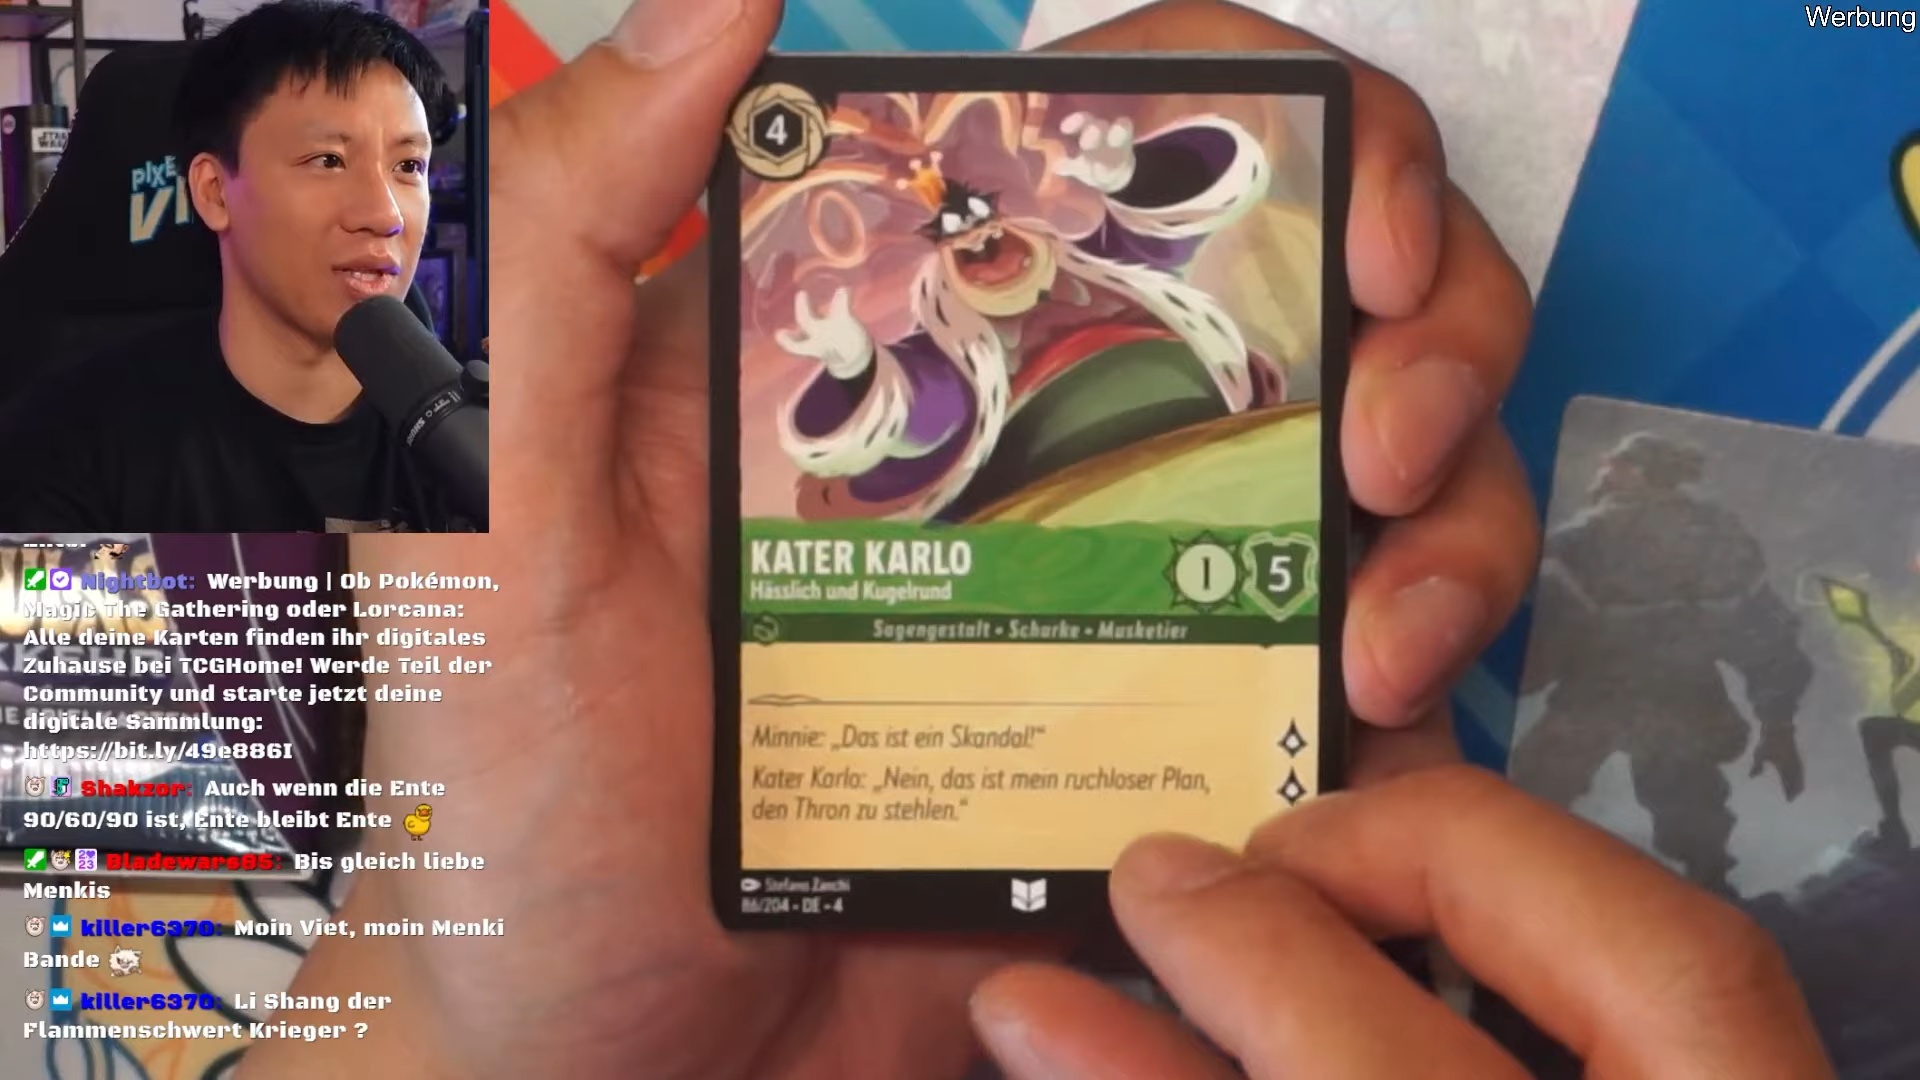 Werbung
STAR
WARS
PIXE
VI
4
KATER KARLO
Hässlich und Kugelrund
1
5
Sagengestalt • Schurke • Musketier
Minnie: „Das ist ein Skandal!“
Kater Karlo: „Nein, das ist mein ruchloser Plan,
den Thron zu stehlen.“
Stefano Zanchi
86/204 • DE • 4
Nightbot: Werbung | Ob Pokémon,
Magic The Gathering oder Lorcana:
Alle deine Karten finden ihr digitales
Zuhause bei TCGHome! Werde Teil der
Community und starte jetzt deine
digitale Sammlung:
https://bit.ly/49e886I
Shakzor: Auch wenn die Ente
90/60/90 ist, Ente bleibt Ente
Bladewars85: Bis gleich liebe
Menkis
killer6370: Moin Viet, moin Menki
Bande
killer6370: Li Shang der
Flammenschwert Krieger ?